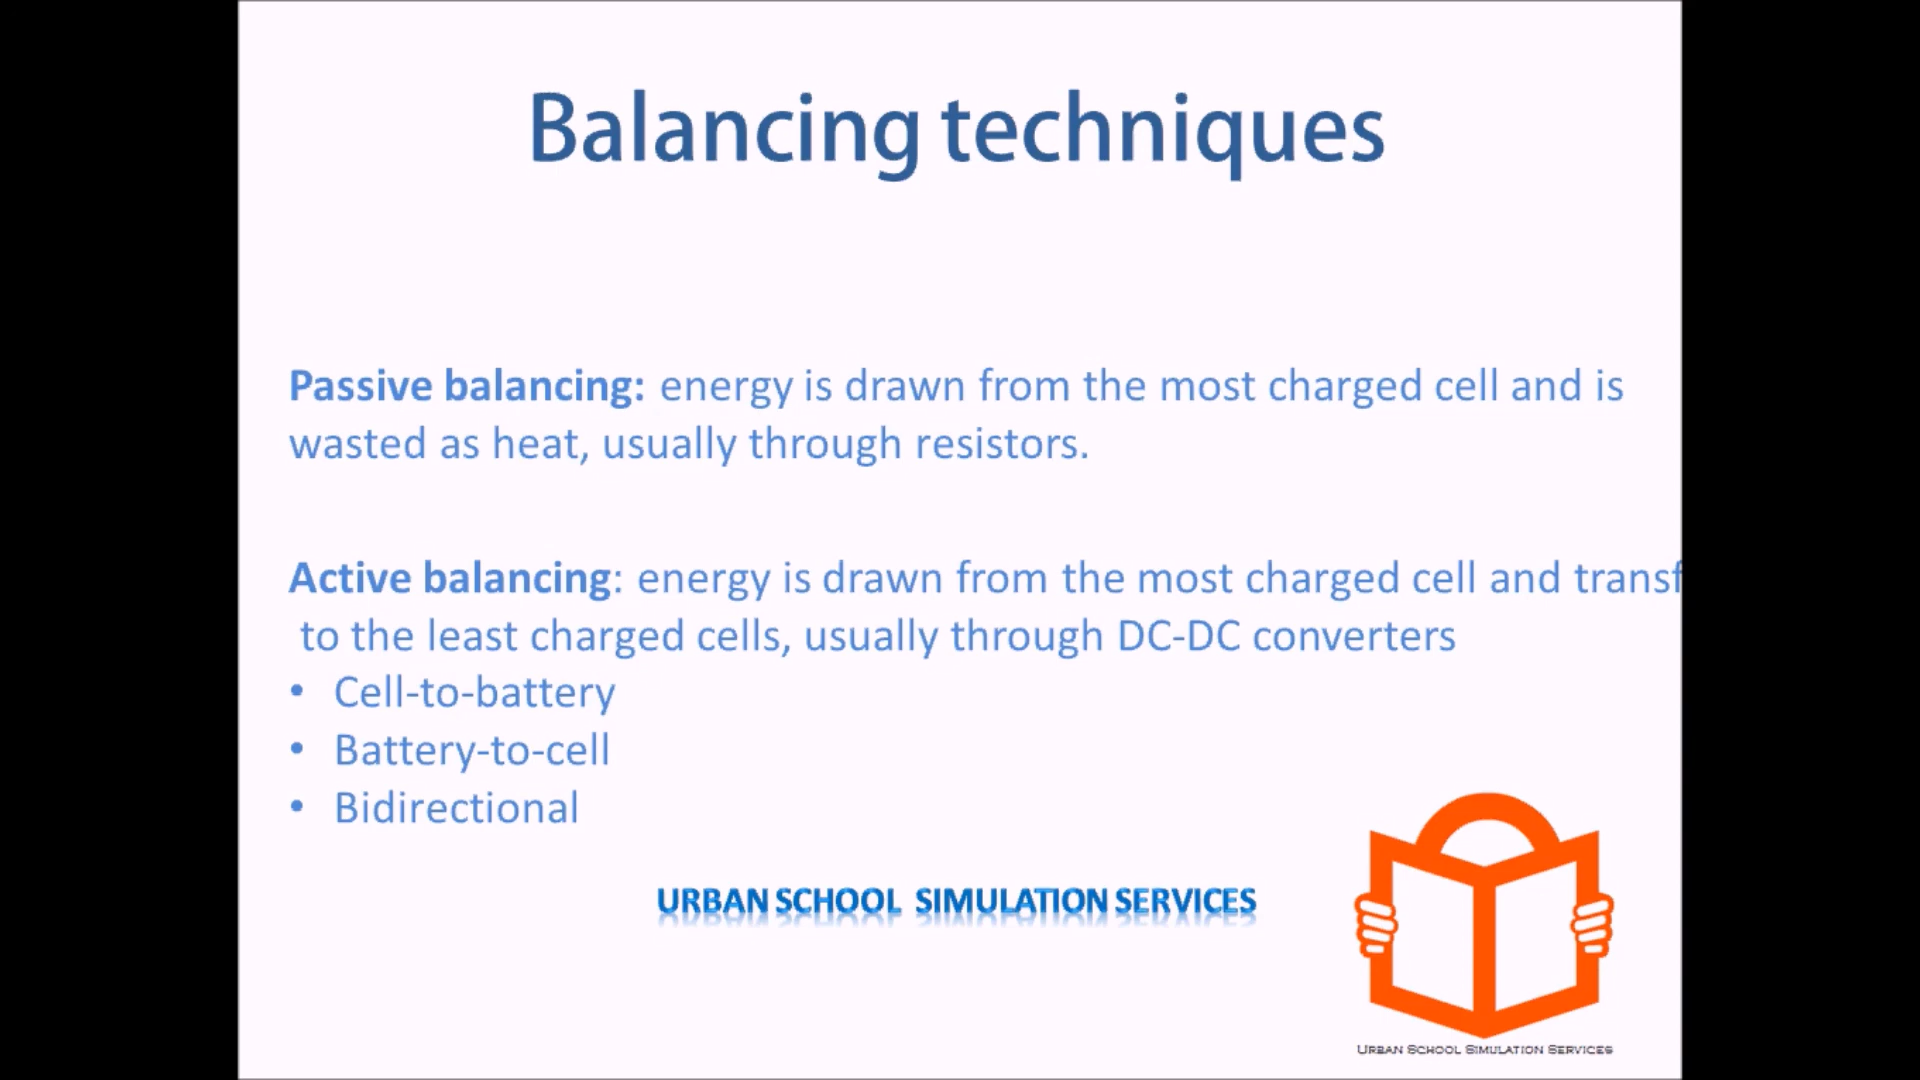 Balancing techniques
Passive balancing: energy is drawn from the most charged cell and is
wasted as heat, usually through resistors.
Active balancing: energy is drawn from the most charged cell and transf
to the least charged cells, usually through DC-DC converters
• Cell-to-battery
• Battery-to-cell
• Bidirectional
URBAN SCHOOL SIMULATION SERVICES
URBAN SCHOOL SIMULATION SERVICES